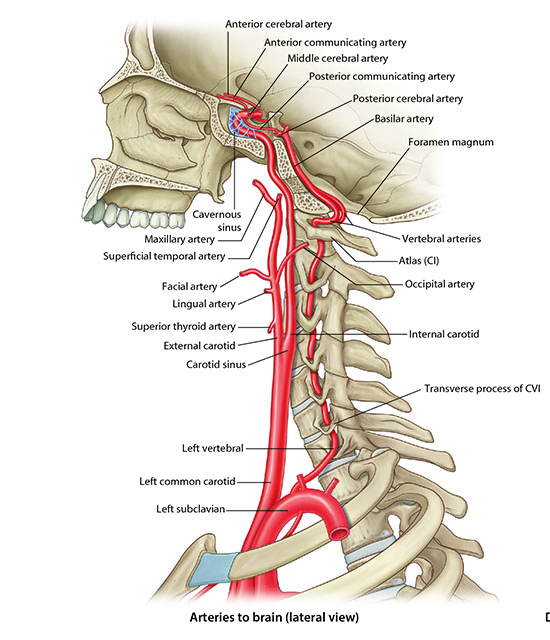 Anterior cerebral artery
Anterior communicating artery
Middle cerebral artery
Posterior communicating artery
Posterior cerebral artery
Basilar artery
Foramen magnum
Cavernous
sinus
Maxillary artery
Superficial temporal artery
Vertebral arteries
Atlas (CI)
Facial artery
Occipital artery
Lingual artery
Superior thyroid artery
Internal carotid
External carotid
Carotid sinus
Transverse process of CVI
Left vertebral
Left common carotid
Left subclavian
Arteries to brain (lateral view)